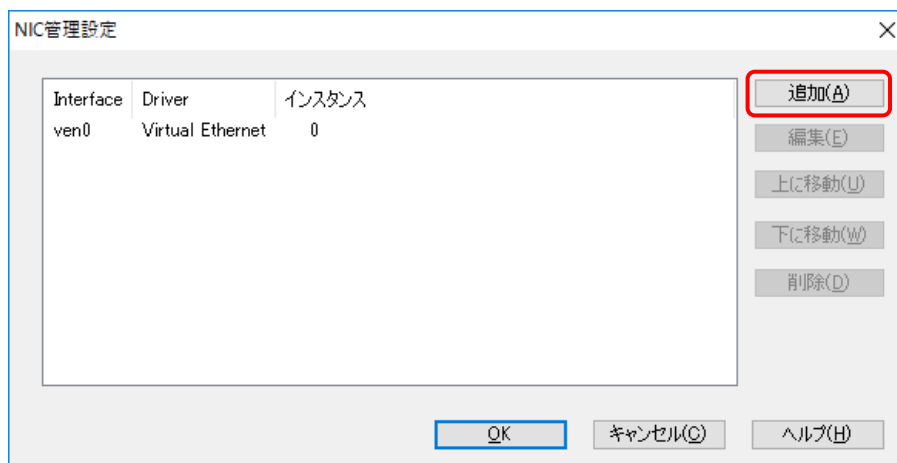 NIC管理設定
Interface Driver インスタンス
ven0 Virtual Ethernet 0
追加(A)
編集(E)
上に移動(U)
下に移動(W)
削除(D)
OK キャンセル(C) ヘルプ(H)